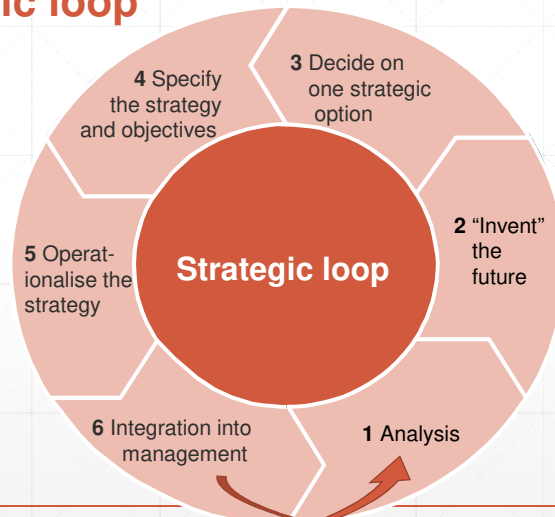 ic loop
3 Decide on
one strategic
option
4 Specify
the strategy
and objectives
2 “Invent”
the
future
5 Operat-
ionalise the
strategy
Strategic loop
6 Integration into
management
1 Analysis